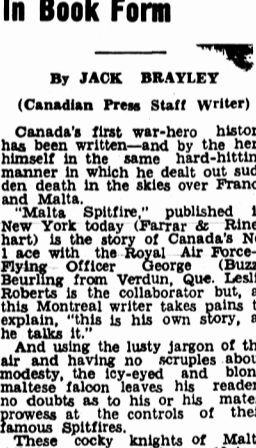 In Book Form
By JACK BRAYLEY
(Canadian Press Staff Writer)
Canada's first war-hero histor
has been written—and by the her
himself in the same hard-hittin
manner in which he dealt out sud
den death in the skies over Franc
and Malta.
"Malta Spitfire," published i
New York today (Farrar & Rine
hart) is the story of Canada's N
1 ace with the Royal Air Force—
Flying Officer George (Buzz
Beurling from Verdun, Que. Lesli
Roberts is the collaborator but, a
this Montreal writer takes pains t
explain, "this is his own story, a
he talks it."
And using the lusty jargon of th
air and having no scruples abou
modesty, the icy-eyed and blon
maltese falcon leaves his reader
no doubts as to his or his mate
prowess at the controls of thei
famous Spitfires.
These cocky knights of Malt